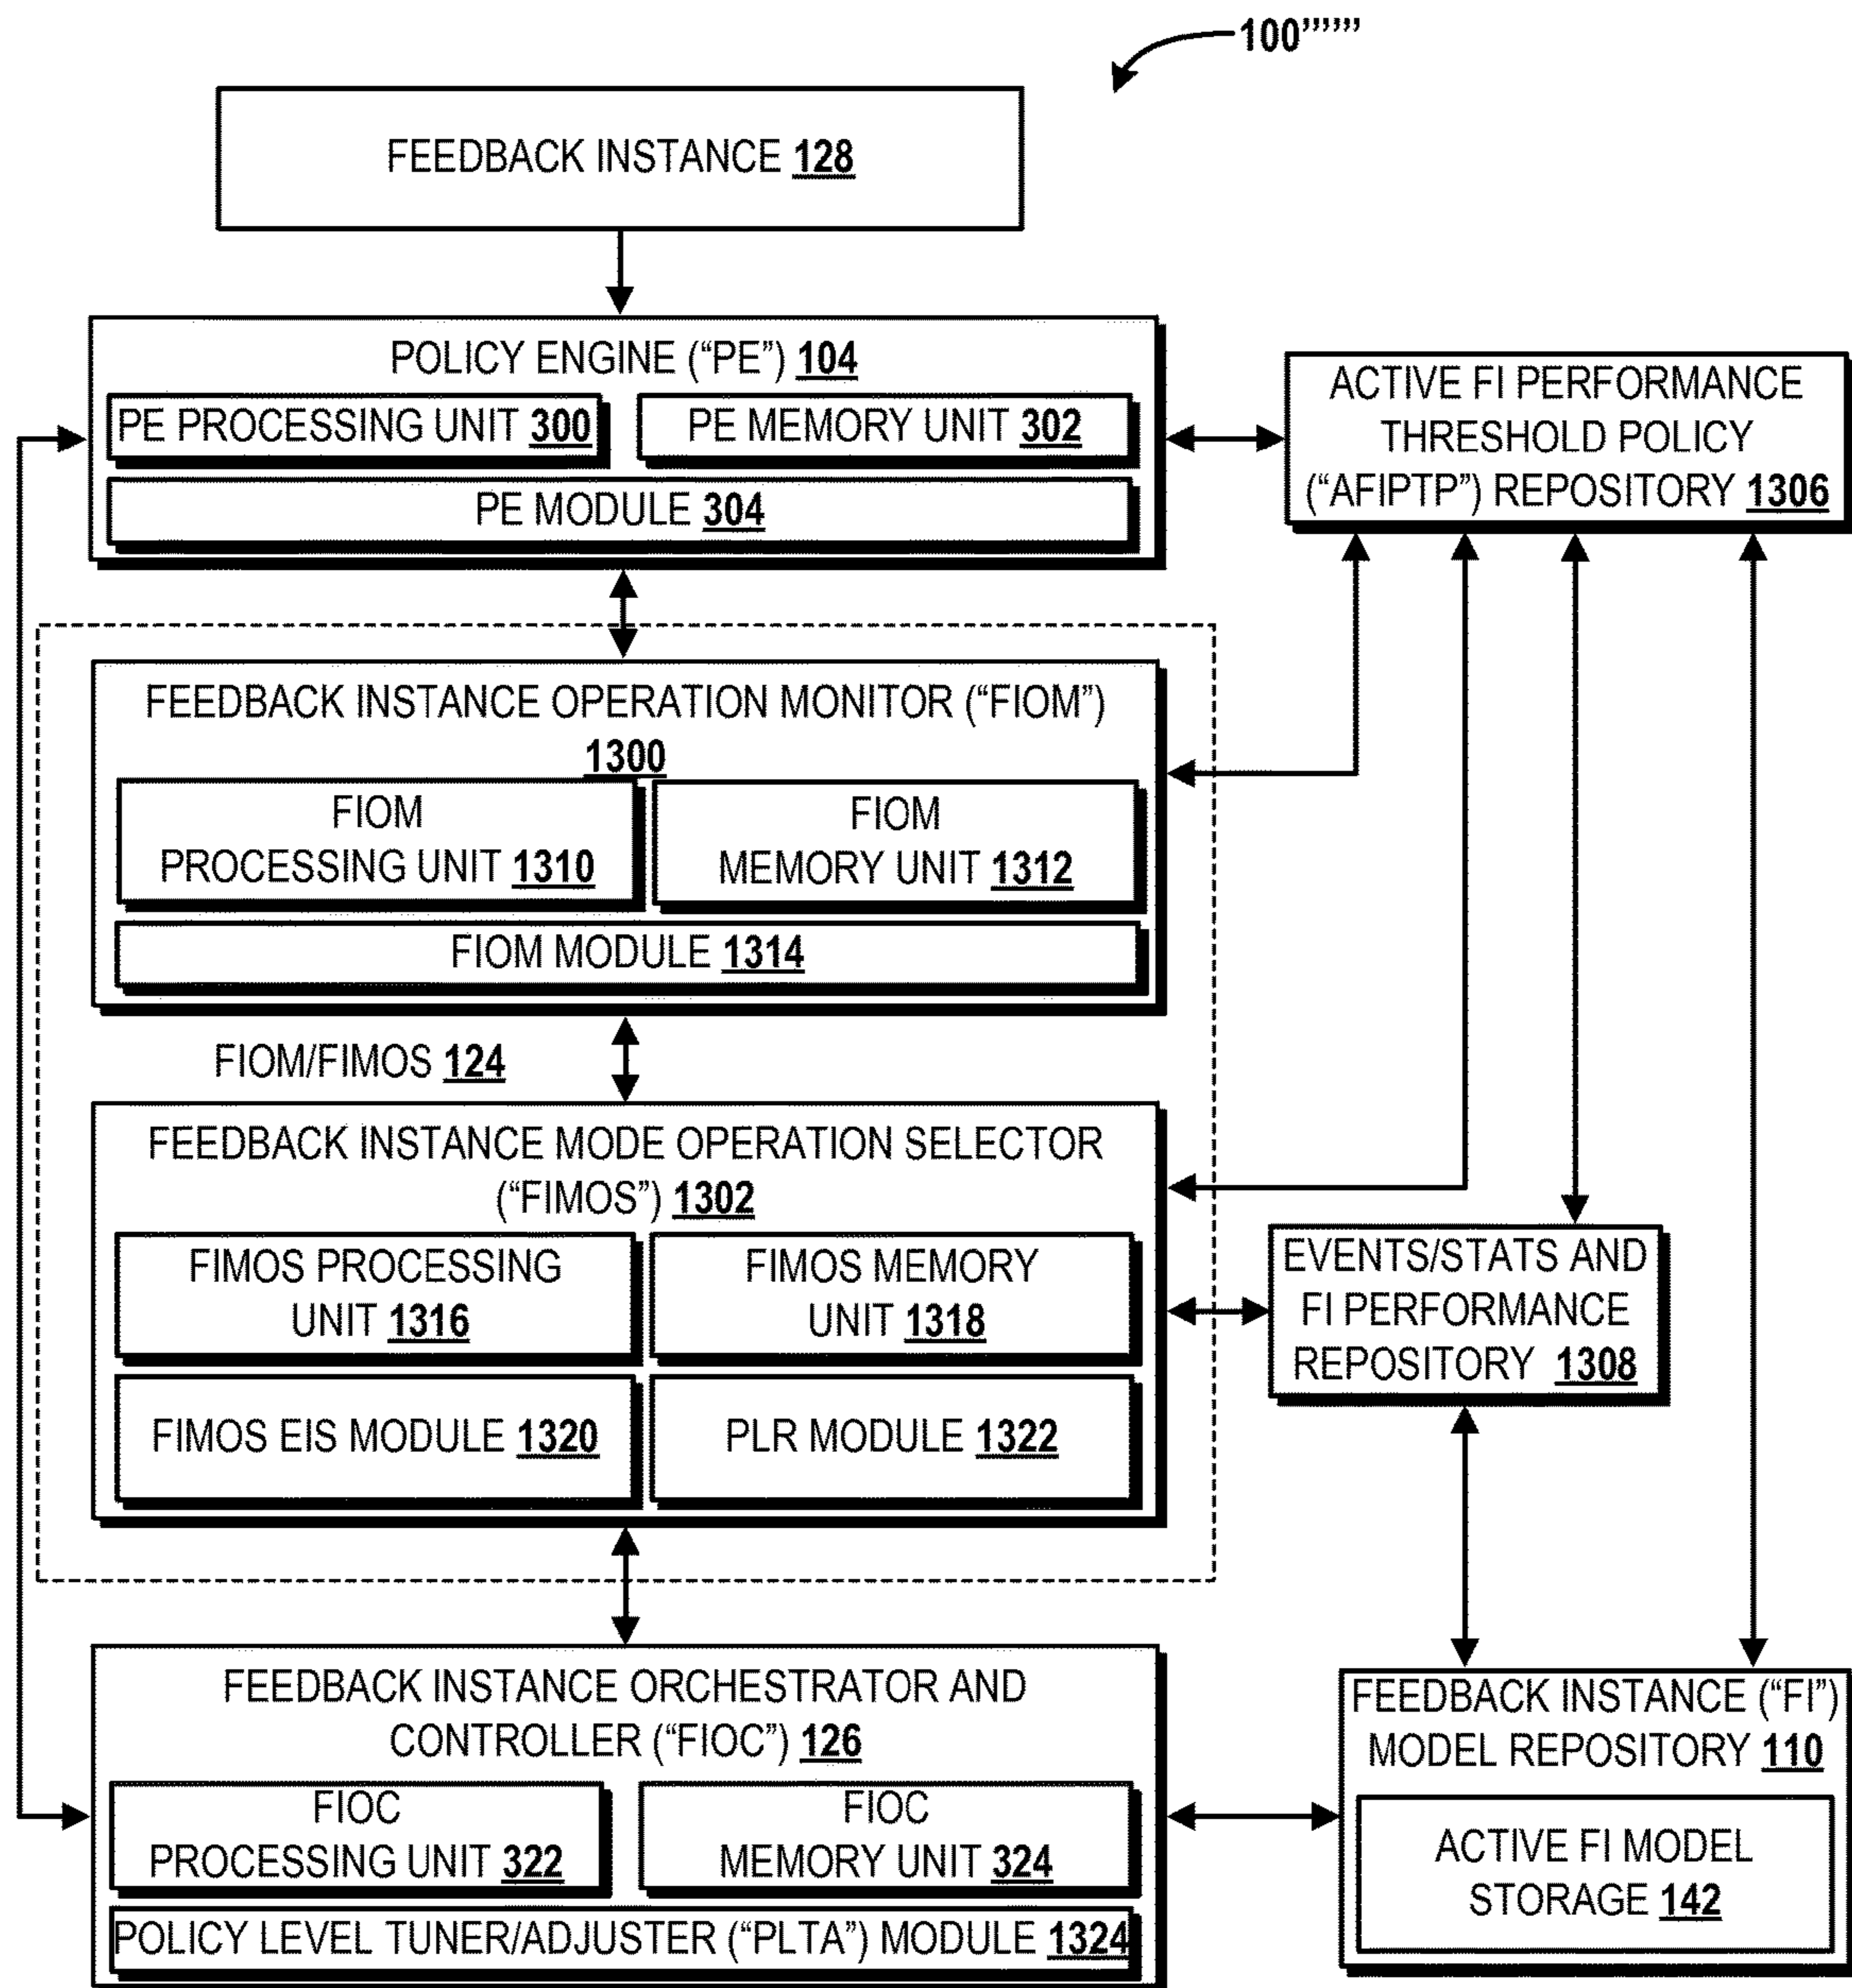 100''''''
FEEDBACK INSTANCE 128
POLICY ENGINE (“PE”) 104
PE PROCESSING UNIT 300
PE MEMORY UNIT 302
PE MODULE 304
ACTIVE FI PERFORMANCE
THRESHOLD POLICY
(“AFIPTP”) REPOSITORY 1306
FEEDBACK INSTANCE OPERATION MONITOR (“FIOM”)
1300
FIOM
PROCESSING UNIT 1310
FIOM
MEMORY UNIT 1312
FIOM MODULE 1314
FIOM/FIMOS 124
FEEDBACK INSTANCE MODE OPERATION SELECTOR
(“FIMOS”) 1302
FIMOS PROCESSING
UNIT 1316
FIMOS MEMORY
UNIT 1318
FIMOS EIS MODULE 1320
PLR MODULE 1322
EVENTS/STATS AND
FI PERFORMANCE
REPOSITORY 1308
FEEDBACK INSTANCE ORCHESTRATOR AND
CONTROLLER (“FIOC”) 126
FIOC
PROCESSING UNIT 322
FIOC
MEMORY UNIT 324
POLICY LEVEL TUNER/ADJUSTER (“PLTA”) MODULE 1324
FEEDBACK INSTANCE (“FI”)
MODEL REPOSITORY 110
ACTIVE FI MODEL
STORAGE 142